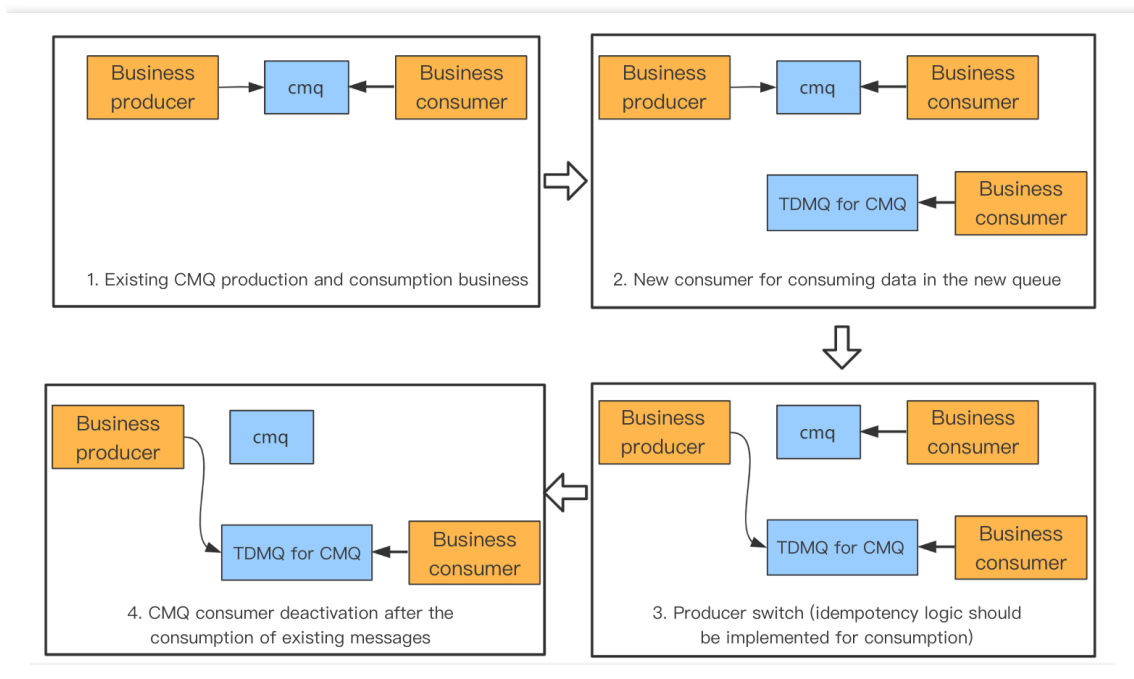 Business
producer
cmq
Business
consumer
1. Existing CMQ production and consumption business
Business
producer
cmq
Business
consumer
TDMQ for CMQ
Business
consumer
2. New consumer for consuming data in the new queue
Business
producer
cmq
Business
consumer
TDMQ for CMQ
Business
consumer
3. Producer switch (idempotency logic should
be implemented for consumption)
Business
producer
cmq
TDMQ for CMQ
Business
consumer
4. CMQ consumer deactivation after the
consumption of existing messages